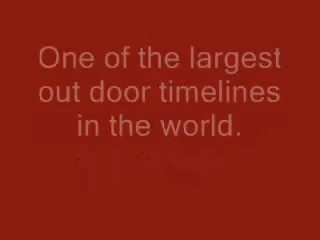 One of the largest
out door timelines
in the world.